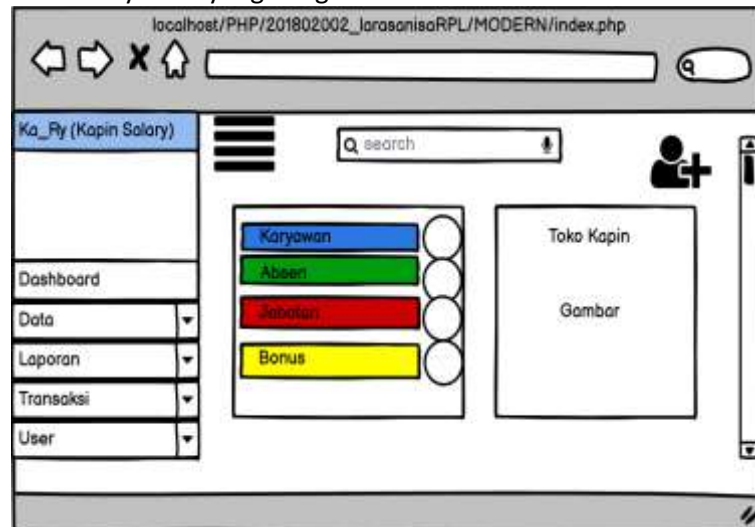 localhost/PHP/201802002_larasanisaRPL/MODERN/index.php
Ka_Ry (Kapin Salary)
search
Karyawan
Absen
Jabatan
Bonus
Toko Kapin
Gambar
Dashboard
Data
Laporan
Transaksi
User